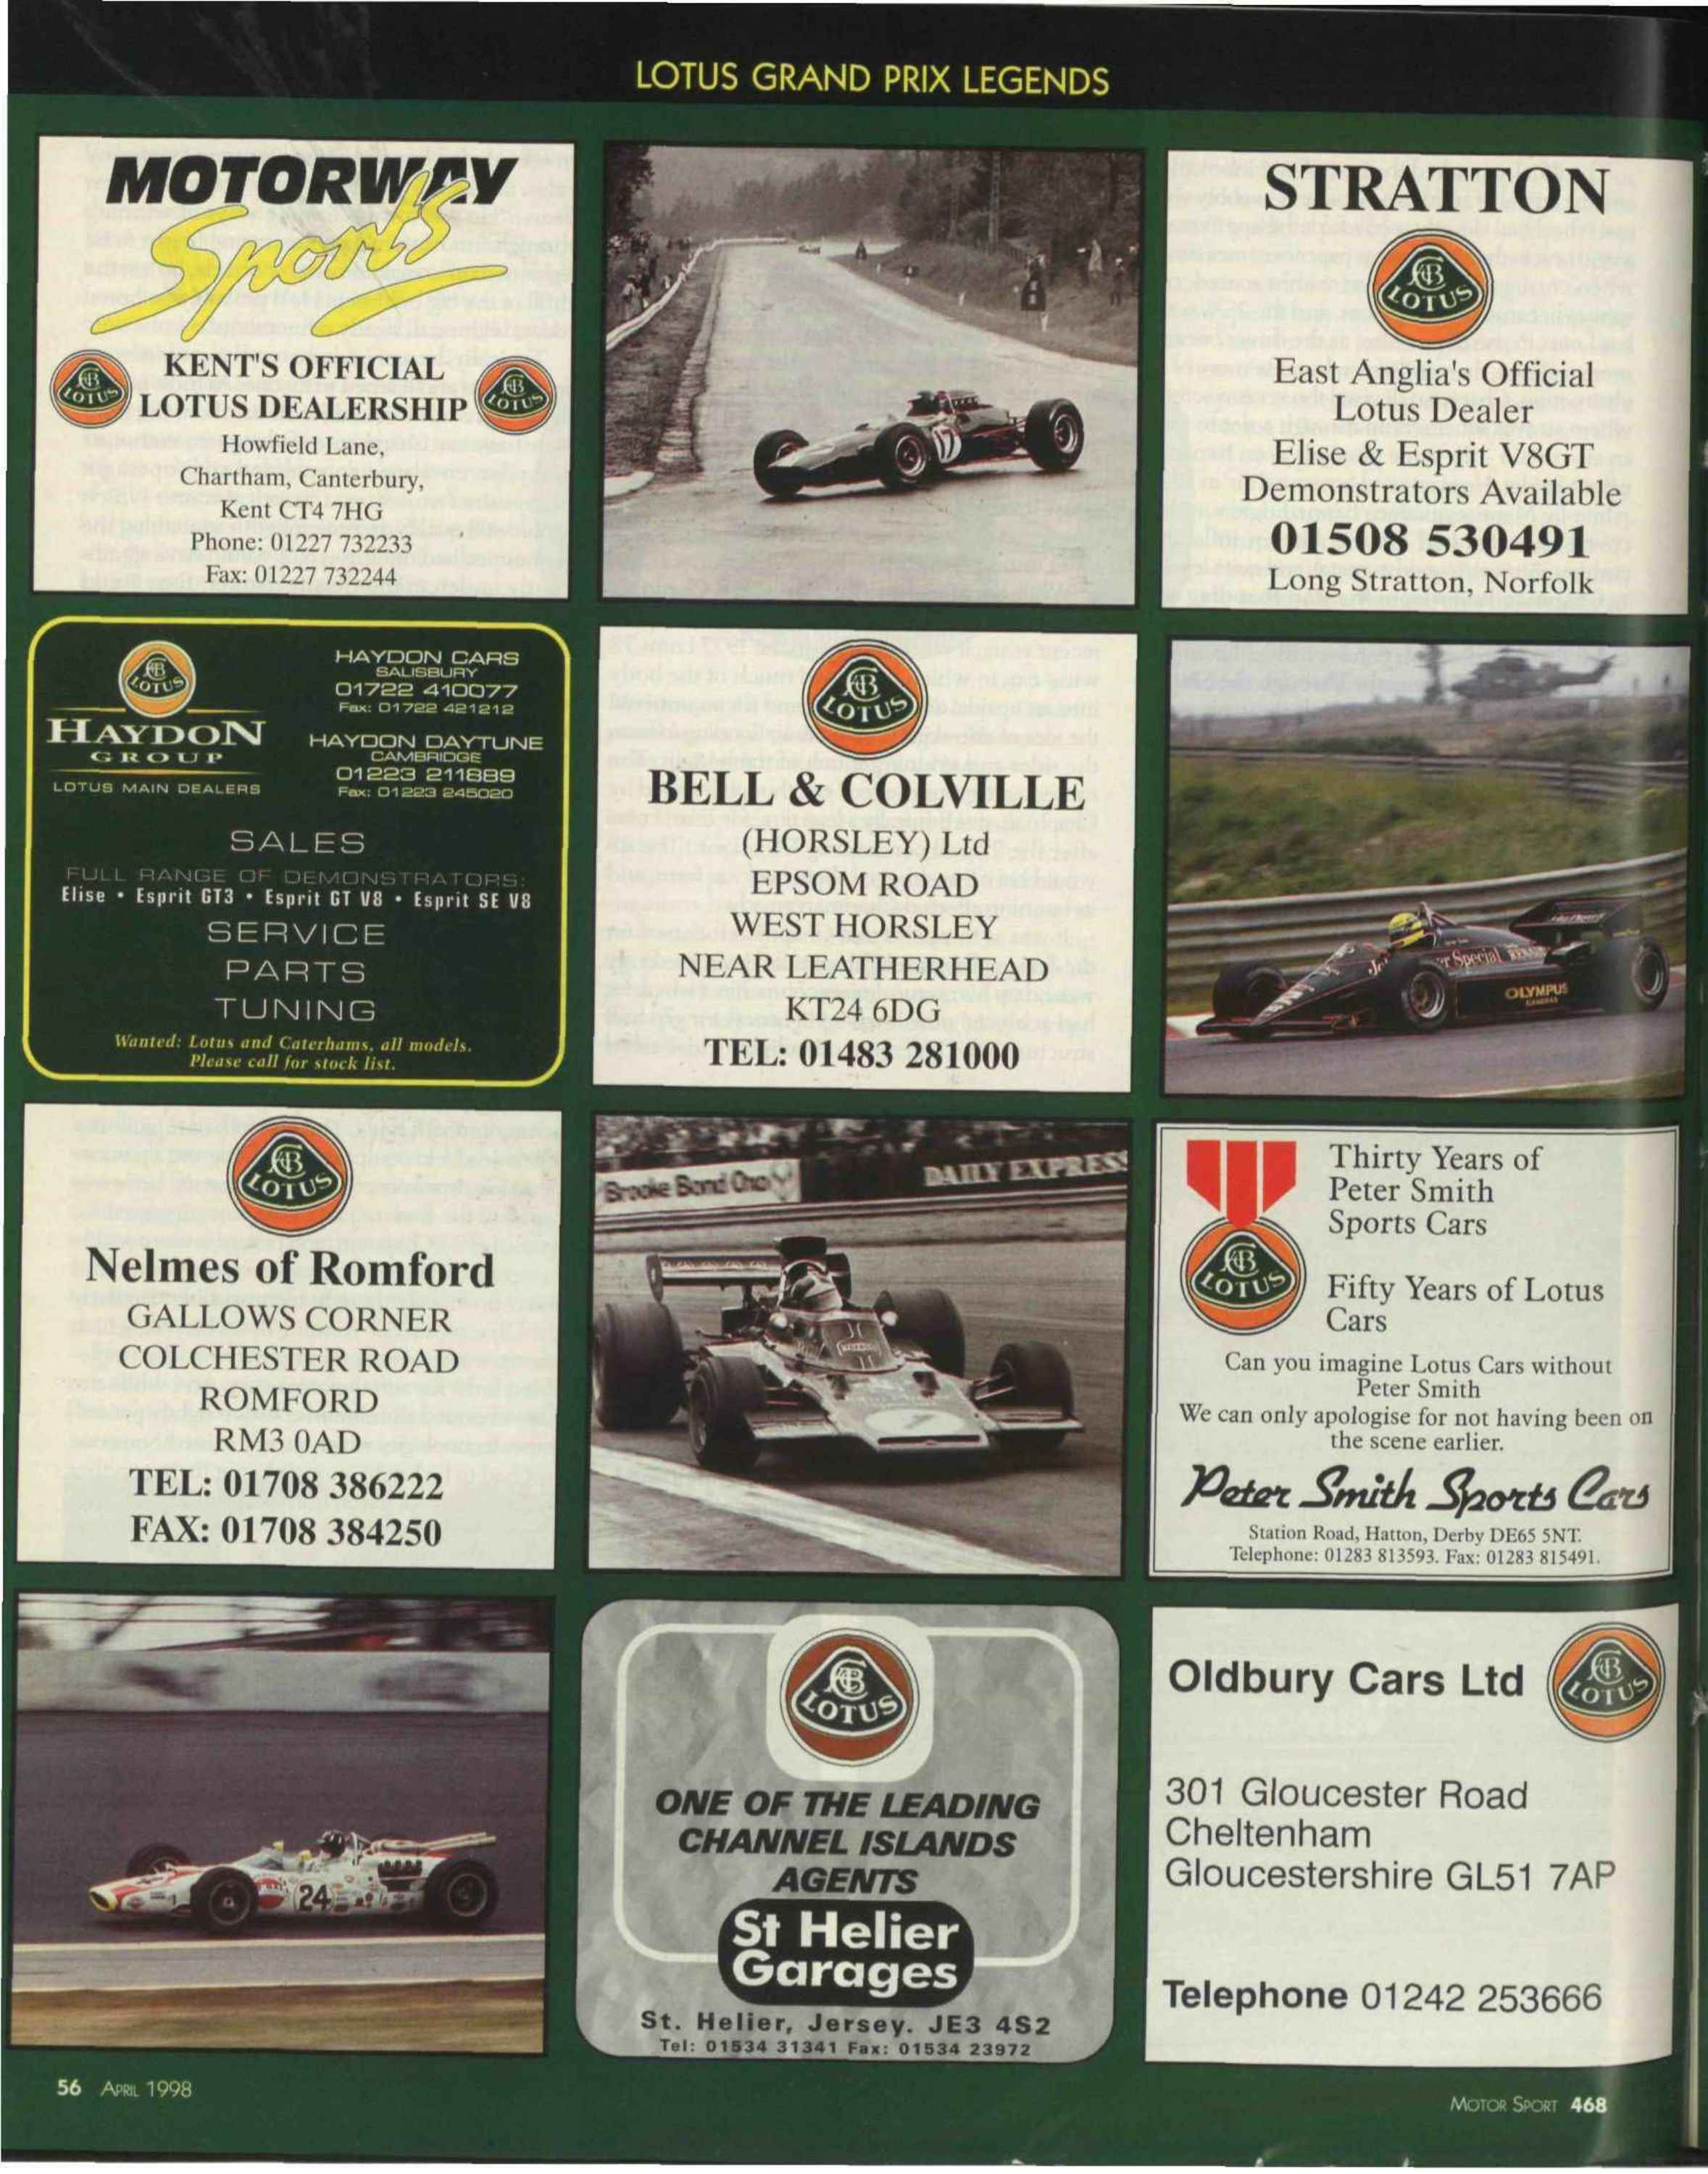 LOTUS GRAND PRIX LEGENDS
MOTORWAY
Sports
KENT'S OFFICIAL
LOTUS DEALERSHIP
LOTUS
LOTUS
Howfield Lane,
Chartham, Canterbury,
Kent CT4 7HG
Phone: 01227 732233
Fax: 01227 732244
17
STRATTON
LOTUS
East Anglia's Official
Lotus Dealer
Elise & Esprit V8GT
Demonstrators Available
01508 530491
Long Stratton, Norfolk
LOTUS
HAYDON
GROUP
LOTUS MAIN DEALERS
HAYDON CARS
SALISBURY
01722 410077
Fax: 01722 421212
HAYDON DAYTUNE
CAMBRIDGE
01223 211889
Fax: 01223 245020
SALES
FULL RANGE OF DEMONSTRATORS:
Elise • Esprit GT3 • Esprit GT V8 • Esprit SE V8
SERVICE
PARTS
TUNING
Wanted: Lotus and Caterhams, all models.
Please call for stock list.
LOTUS
BELL & COLVILLE
(HORSLEY) Ltd
EPSOM ROAD
WEST HORSLEY
NEAR LEATHERHEAD
KT24 6DG
TEL: 01483 281000
Special
OLYMPUS
CAMERAS
LOTUS
Nelmes of Romford
GALLOWS CORNER
COLCHESTER ROAD
ROMFORD
RM3 0AD
TEL: 01708 386222
FAX: 01708 384250
Brooke Bond Oxo
DAILY EXPRESS
1
LOTUS
Thirty Years of
Peter Smith
Sports Cars
Fifty Years of Lotus
Cars
Can you imagine Lotus Cars without
Peter Smith
We can only apologise for not having been on
the scene earlier.
Peter Smith Sports Cars
Station Road, Hatton, Derby DE65 5NT.
Telephone: 01283 813593. Fax: 01283 815491.
24
LOTUS
ONE OF THE LEADING
CHANNEL ISLANDS
AGENTS
St Helier
Garages
St. Helier, Jersey. JE3 4S2
Tel: 01534 31341 Fax: 01534 23972
Oldbury Cars Ltd
LOTUS
301 Gloucester Road
Cheltenham
Gloucestershire GL51 7AP
Telephone 01242 253666
56 APRIL 1998
MOTOR SPORT 468